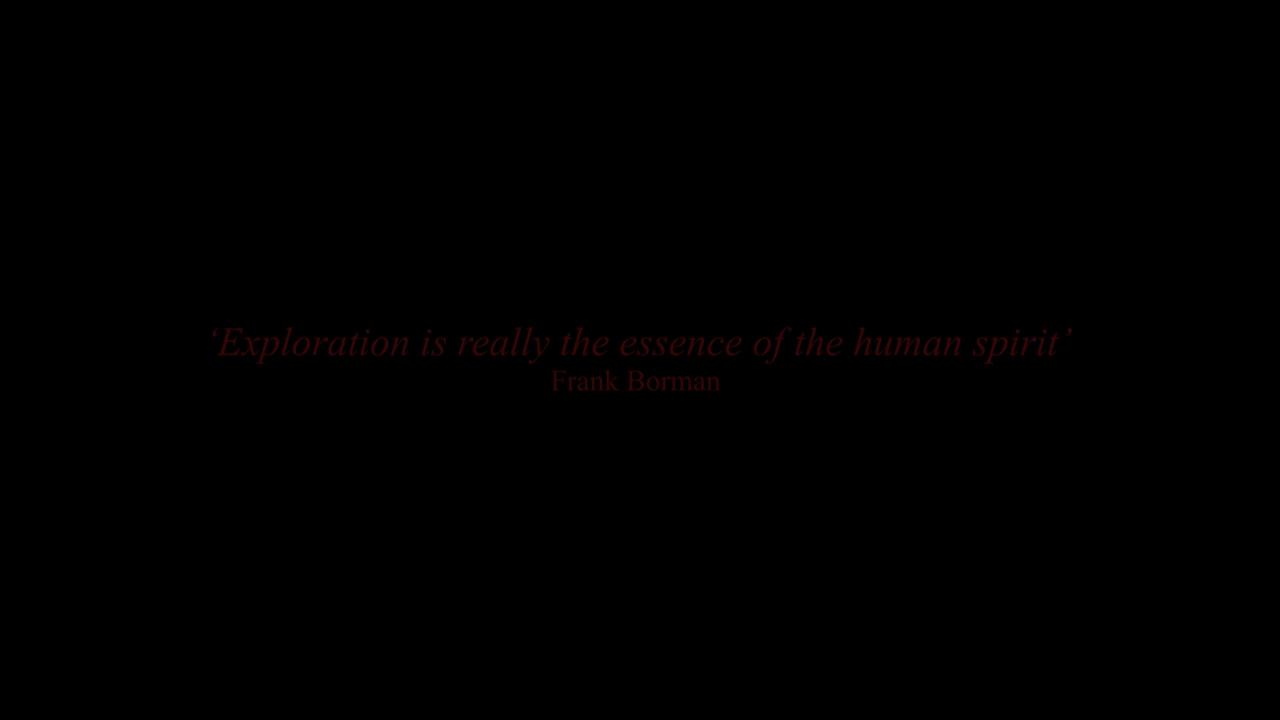 ‘Exploration is really the essence of the human spirit’
Frank Borman